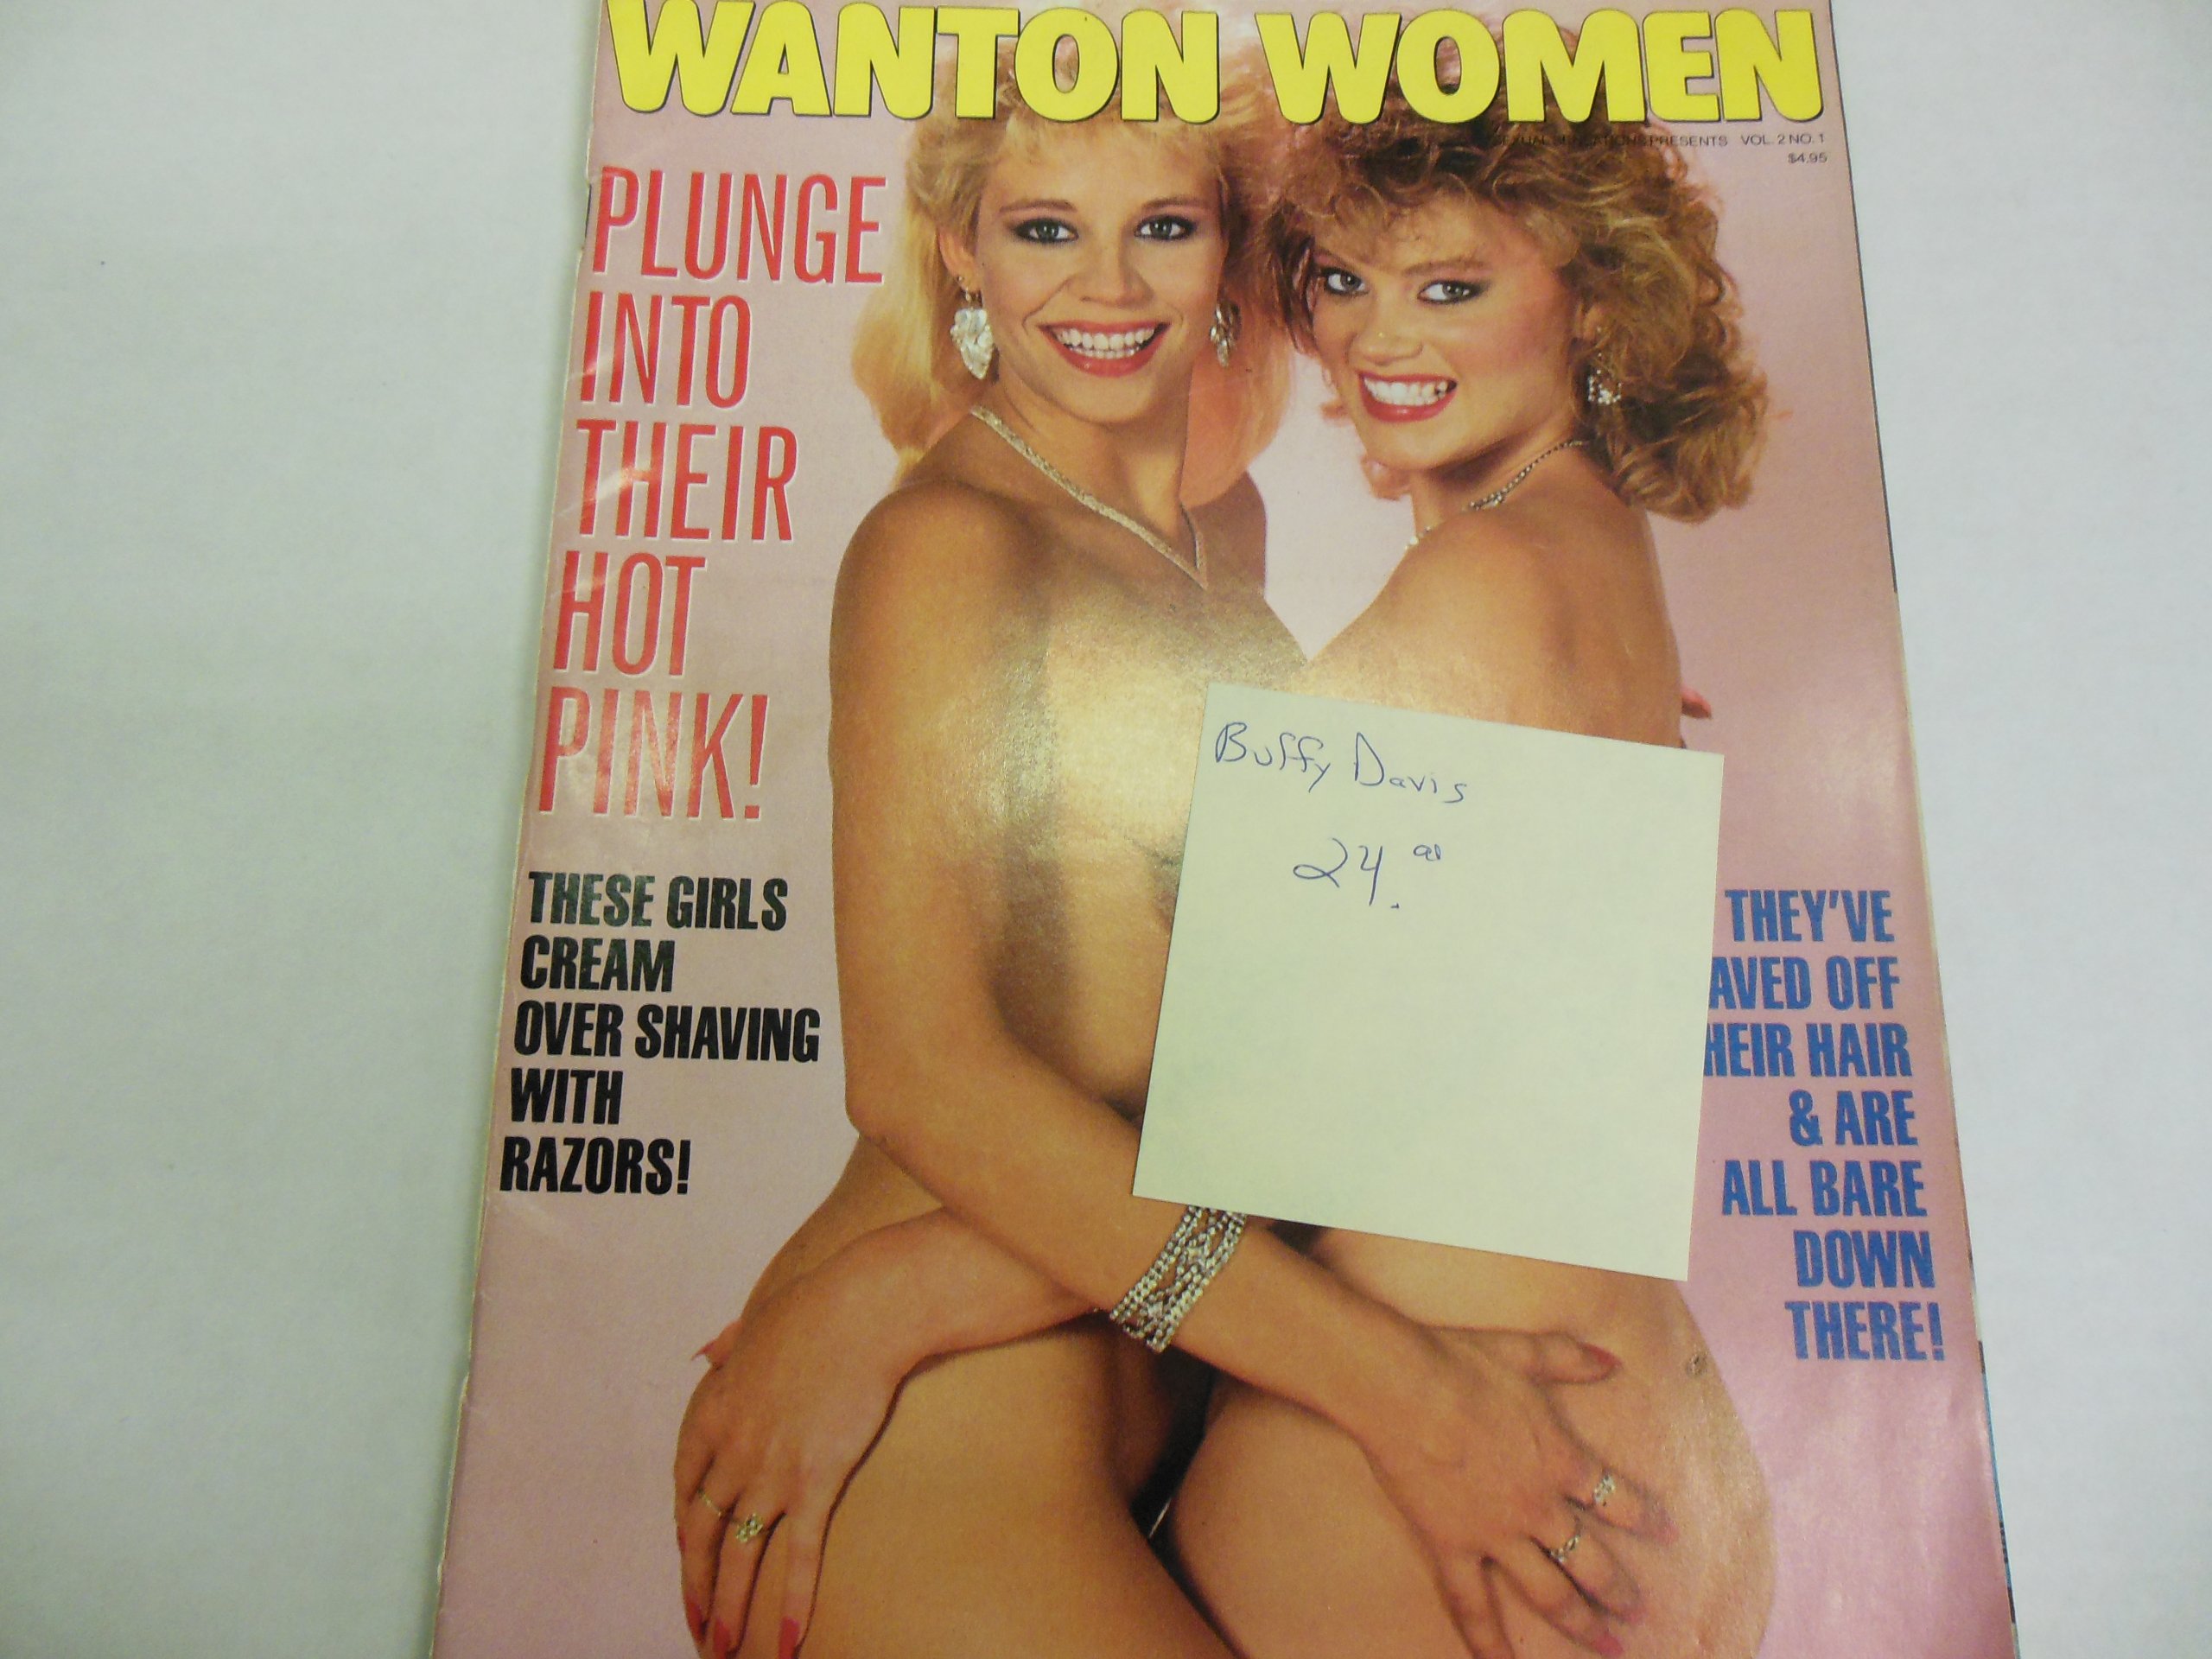 WANTON WOMEN
PRESENTS VOL. 2 NO. 1
$4.95
PLUNGE
INTO
THEIR
HOT
PINK!
THESE GIRLS
CREAM
OVER SHAVING
WITH
RAZORS!
Buffy Davis
24.
THEY'VE
AVED OFF
HEIR HAIR
& ARE
ALL BARE
DOWN
THERE!